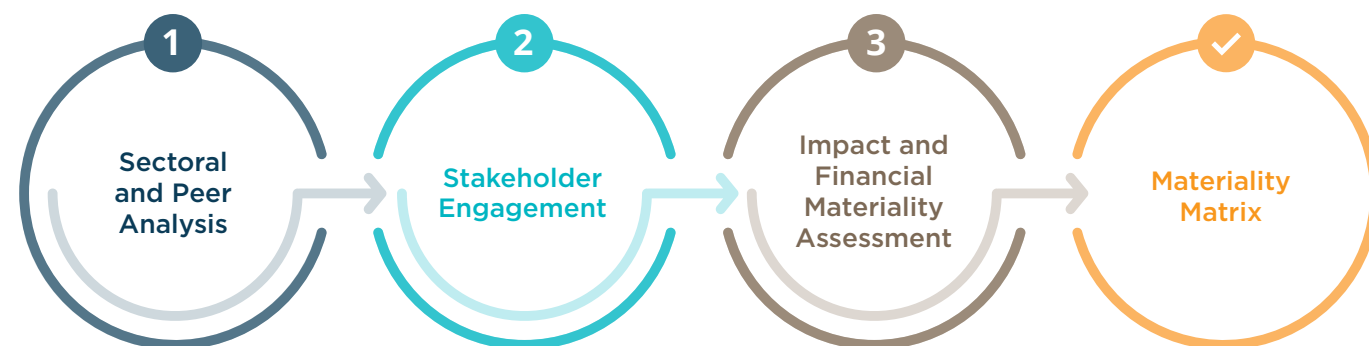 1
Sectoral
and Peer
Analysis
2
Stakeholder
Engagement
3
Impact and
Financial
Materiality
Assessment
Materiality
Matrix